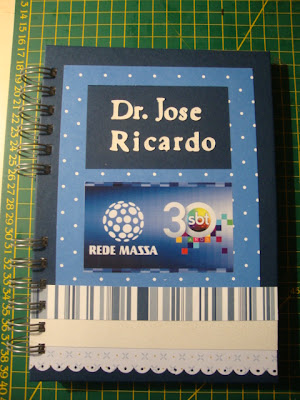 Dr. Jose
Ricardo
REDE MASSA
30 sbt